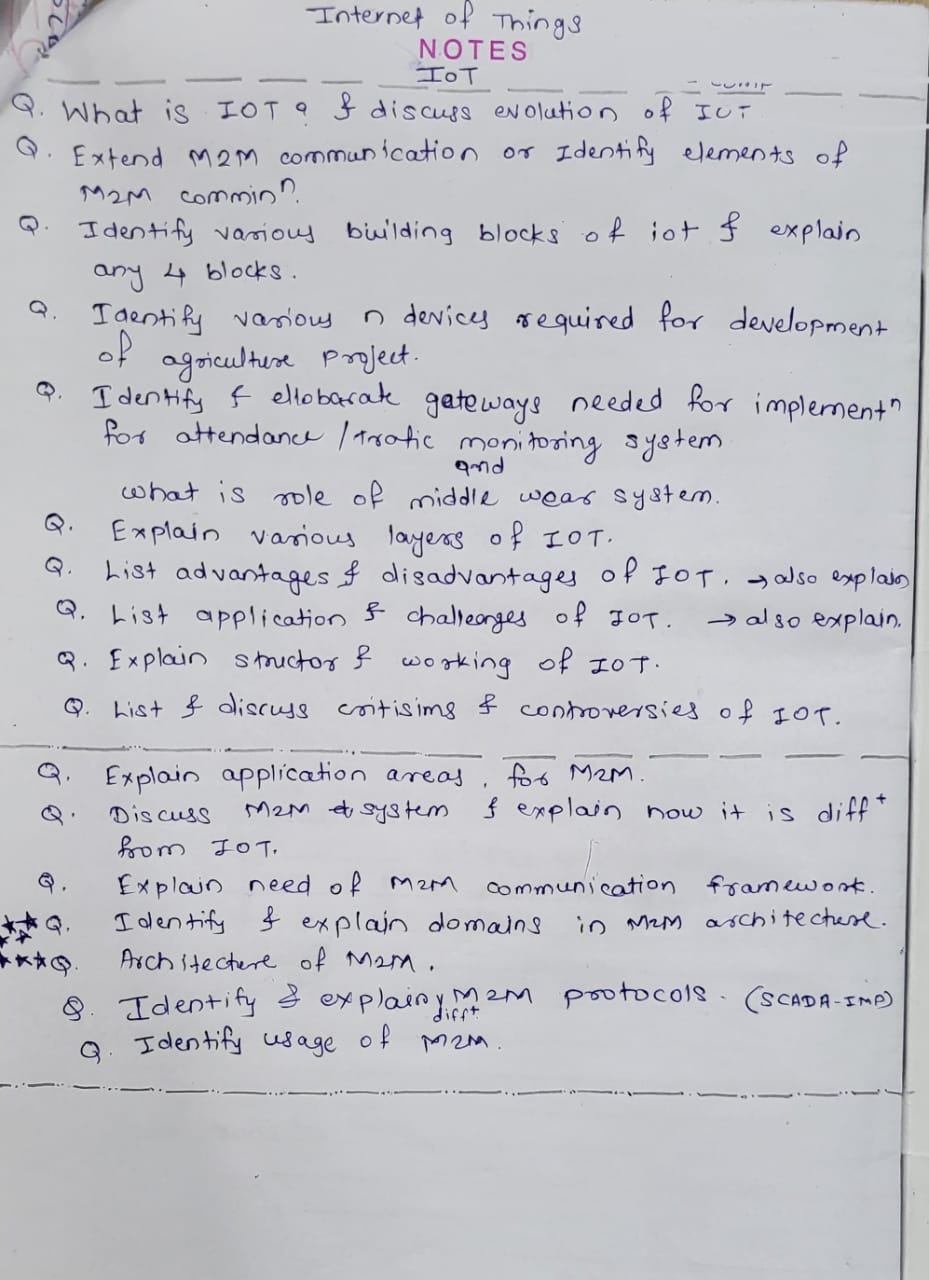 Internet of Things
NOTES
IoT
Q. What is IOT ? & discuss evolution of IOT
Q. Extend M2M communication or Identify elements of
M2M commin^n.
Q. Identify various building blocks of iot & explain
any 4 blocks.
Q. Identify various n devices required for development
of agriculture project.
Q. Identify & ellobarate gateways needed for implement^n
for attendance / trafic monitoring system
and
what is role of middle wear system.
Q. Explain various layers of IOT.
Q. List advantages & disadvantages of IOT. → also explain
Q. List application & challeonges of IOT. → also explain.
Q. Explain structor & working of IOT.
Q. List & discuss critisims & controversies of IOT.
Q. Explain application areas, for M2M.
Q. Discuss M2M system & explain how it is diff^t
from IOT.
Q. Explain need of M2M communication framework.
★★★ Q. Identify & explain domains in M2M architecture.
★★★ Q. Architecture of M2M.
Q. Identify & explain diff^t M2M protocols. (SCADA-IMP)
Q. Identify usage of M2M.